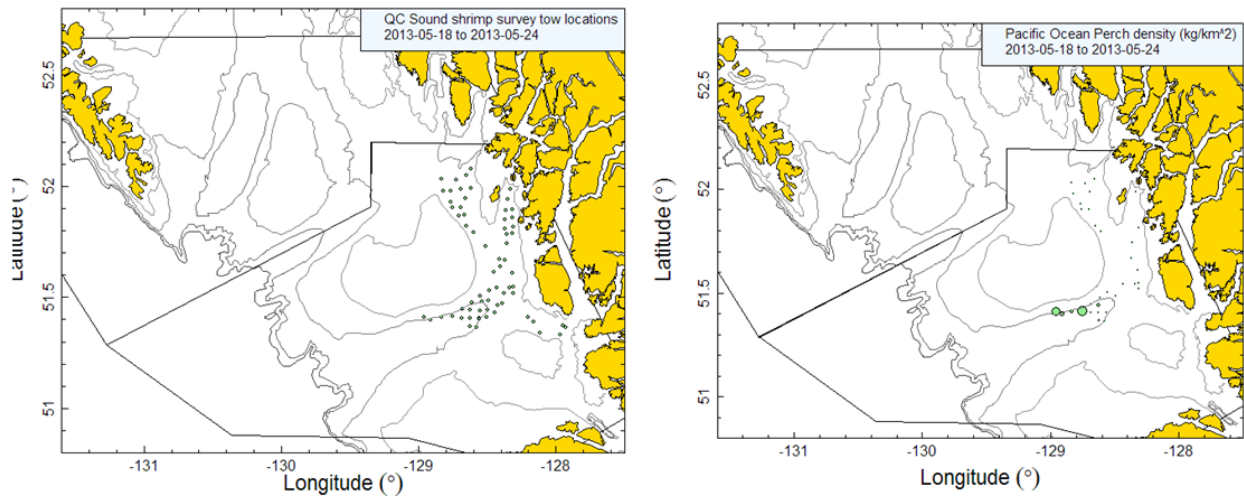 QC Sound shrimp survey tow locations
2013-05-18 to 2013-05-24
52.5
52
51.5
51
Latitude (°)
-131
-130
-129
-128
Longitude (°)
Pacific Ocean Perch density (kg/km^2)
2013-05-18 to 2013-05-24
52.5
52
51.5
51
Latitude (°)
-131
-130
-129
-128
Longitude (°)